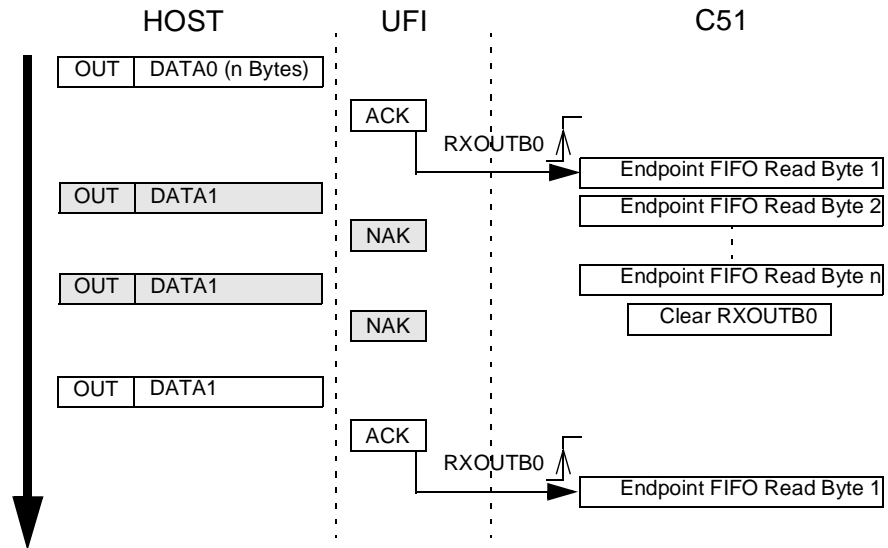 HOST UFI C51
OUT DATA0 (n Bytes)
ACK
RXOUTB0
Endpoint FIFO Read Byte 1
OUT DATA1
Endpoint FIFO Read Byte 2
NAK
OUT DATA1
Endpoint FIFO Read Byte n
NAK
Clear RXOUTB0
OUT DATA1
ACK
RXOUTB0
Endpoint FIFO Read Byte 1